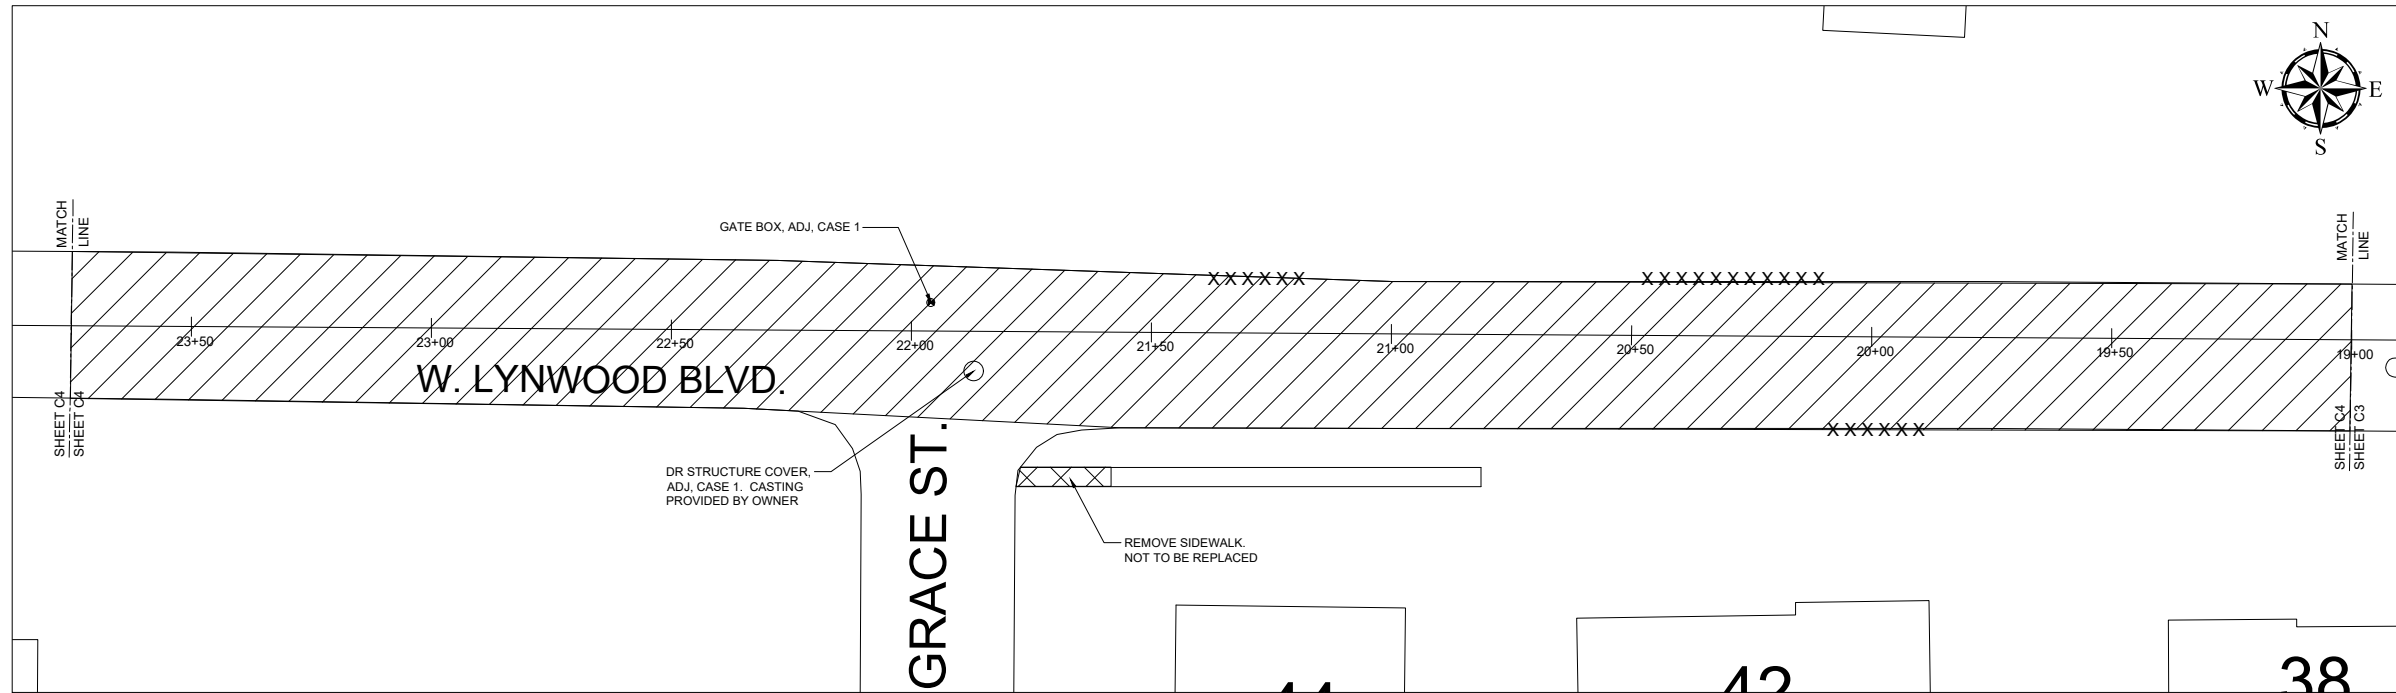 N
W E
S
MATCH
LINE
MATCH
LINE
GATE BOX, ADJ, CASE 1
X X X X X X
X X X X X X X X X X X
23+50
23+00
22+50
22+00
21+50
21+00
20+50
20+00
19+50
19+00
W. LYNWOOD BLVD.
SHEET C4
SHEET C4
SHEET C4
SHEET C3
X X X X X X
GRACE ST.
DR STRUCTURE COVER,
ADJ, CASE 1. CASTING
PROVIDED BY OWNER
REMOVE SIDEWALK.
NOT TO BE REPLACED
42
38